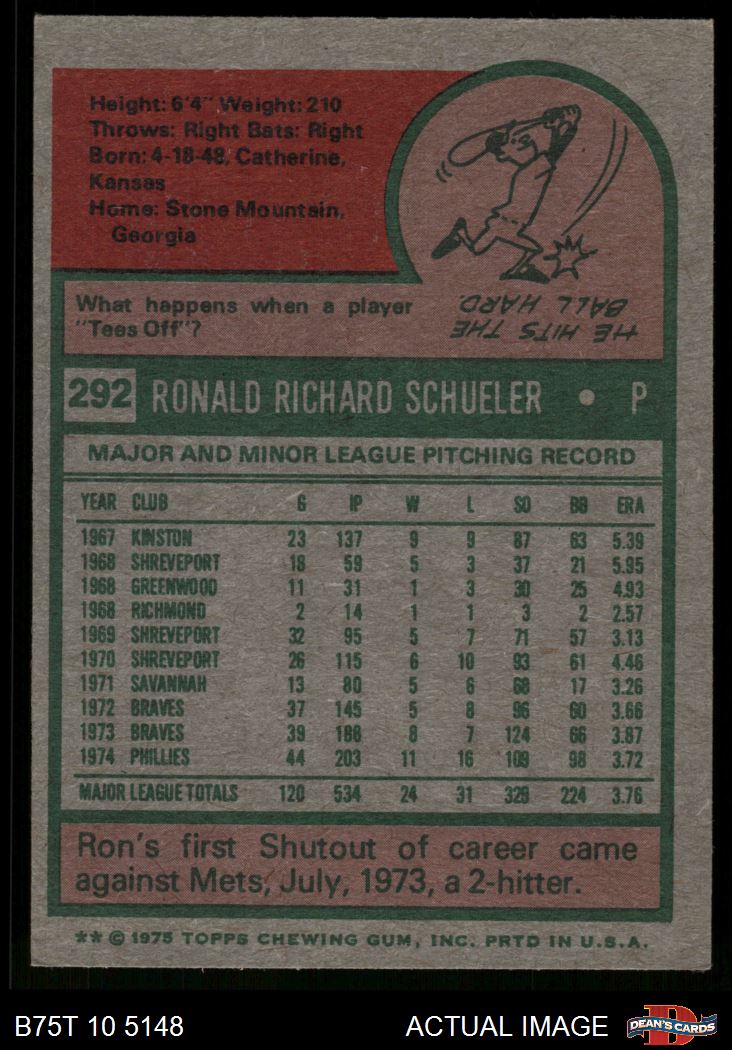 Height: 6'4" Weight: 210
Throws: Right Bats: Right
Born: 4-18-48, Catherine,
Kansas
Home: Stone Mountain,
Georgia
What happens when a player
"Tees Off"?
HE HITS THE
BALL HARD.
292 RONALD RICHARD SCHUELER • P
MAJOR AND MINOR LEAGUE PITCHING RECORD
YEAR CLUB G IP W L SO BB ERA
1967 KINSTON 23 137 9 9 87 63 5.39
1968 SHREVEPORT 18 59 5 3 37 21 5.95
1968 GREENWOOD 11 31 1 3 30 25 4.93
1968 RICHMOND 2 14 1 1 3 2 2.57
1969 SHREVEPORT 32 95 5 7 71 57 3.13
1970 SHREVEPORT 26 115 6 10 93 61 4.46
1971 SAVANNAH 13 80 5 6 68 17 3.26
1972 BRAVES 37 145 5 8 96 60 3.66
1973 BRAVES 39 186 8 7 124 66 3.87
1974 PHILLIES 44 203 11 16 109 98 3.72
MAJOR LEAGUE TOTALS 120 534 24 31 329 224 3.76
Ron's first Shutout of career came
against Mets, July, 1973, a 2-hitter.
** © 1975 TOPPS CHEWING GUM, INC. PRTD IN U.S.A.
B75T 10 5148 ACTUAL IMAGE D DEAN'S CARDS